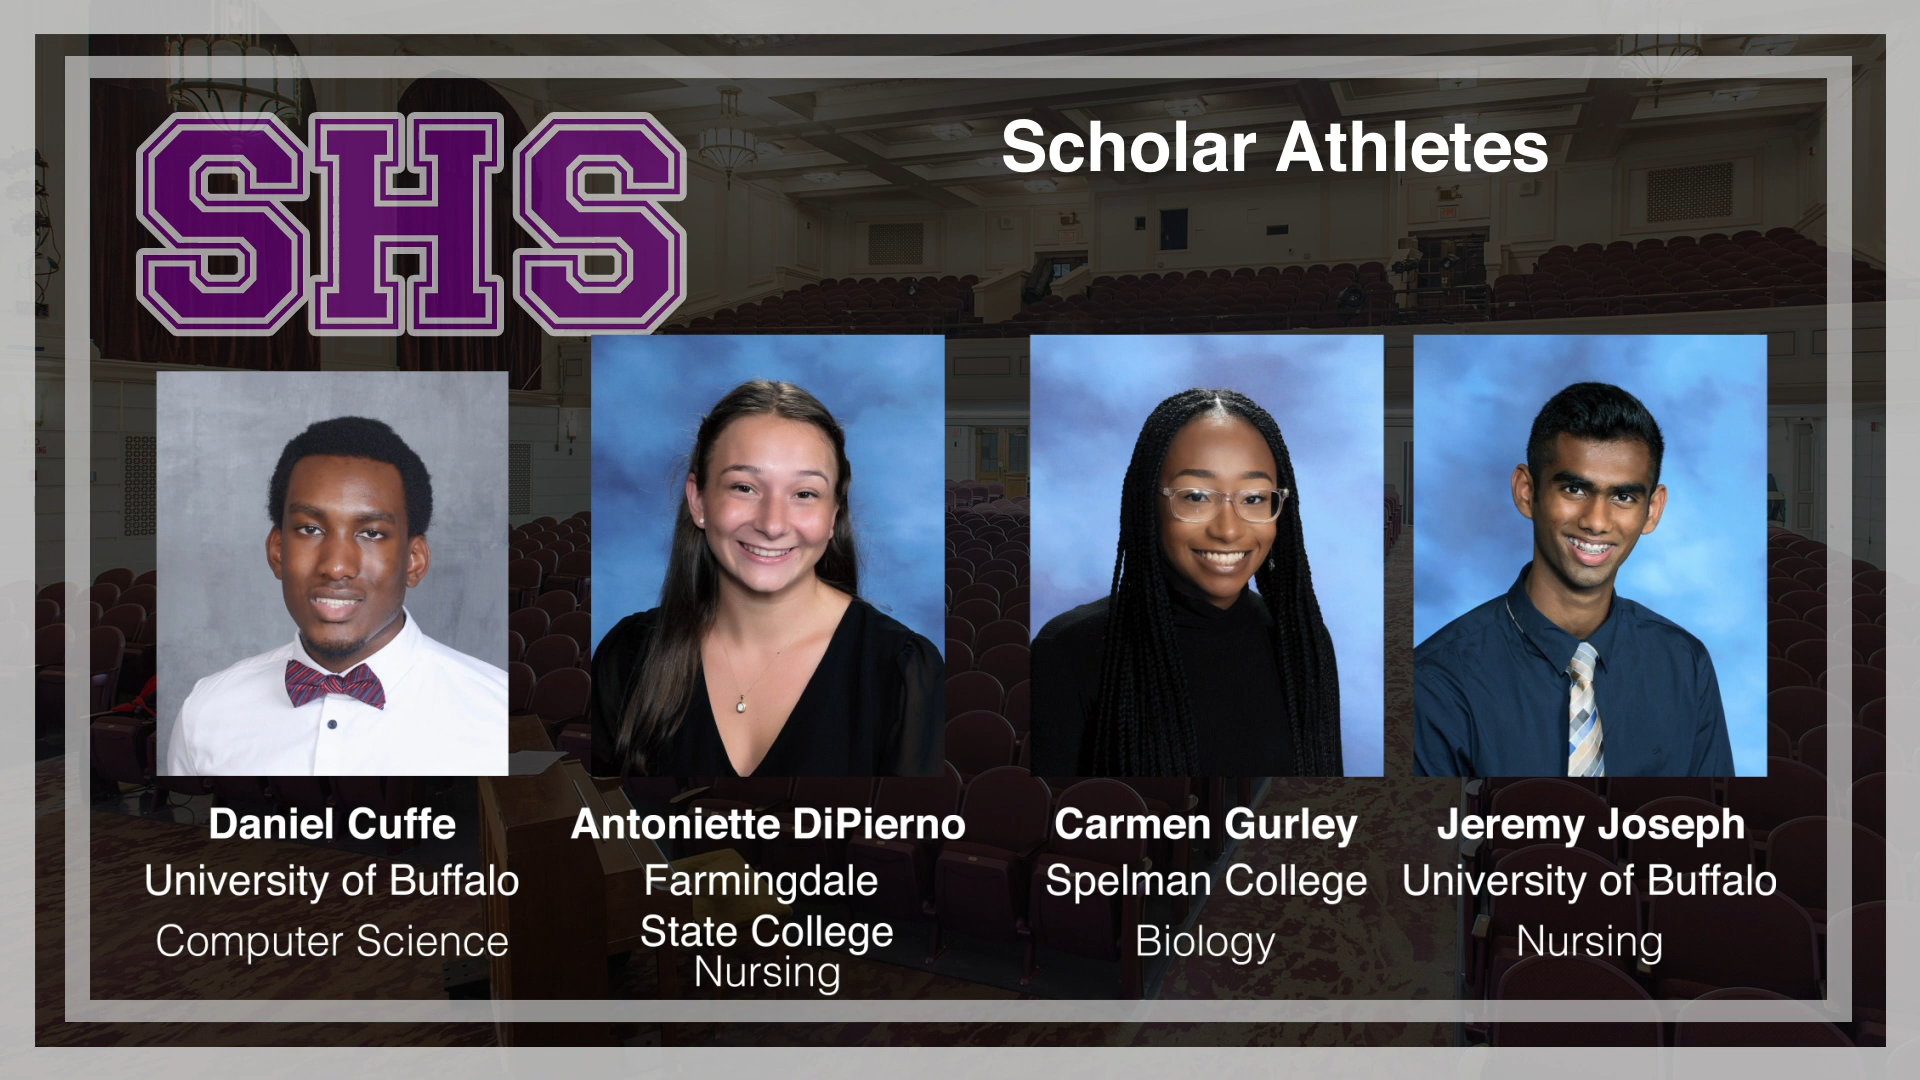 SHS
Scholar Athletes
Daniel Cuffe
University of Buffalo
Computer Science
Antoniette DiPierno
Farmingdale
State College
Nursing
Carmen Gurley
Spelman College
Biology
Jeremy Joseph
University of Buffalo
Nursing